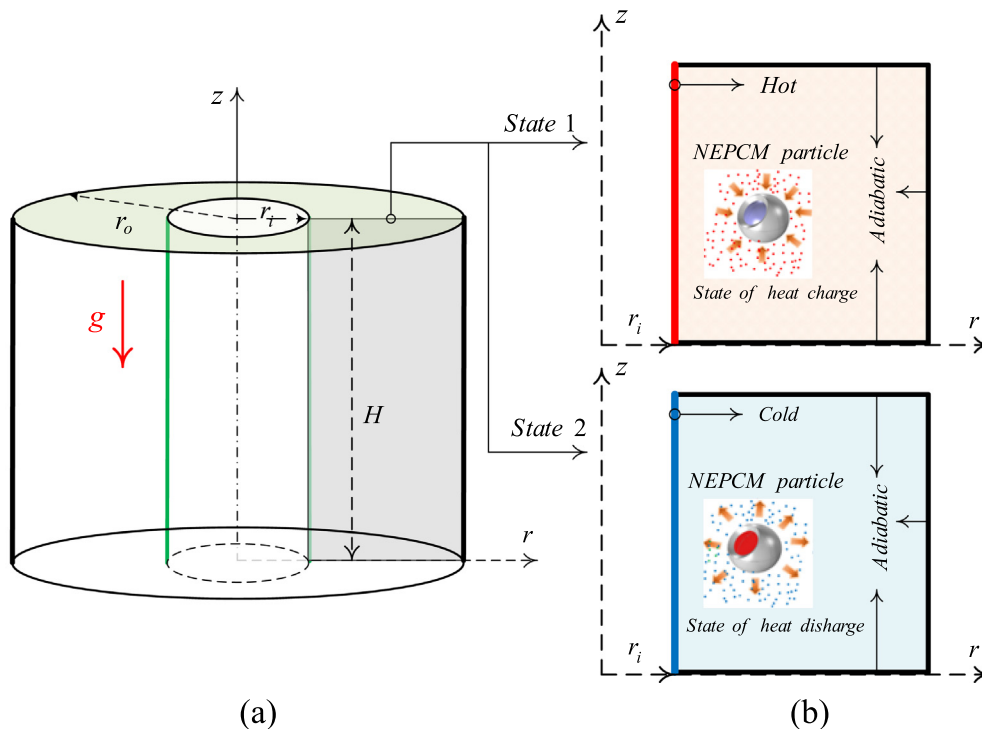 z
r_o
r_i
g
H
r
(a)
State 1
State 2
z
Hot
NEPCM particle
Adiabatic
State of heat charge
r_i
r
z
Cold
NEPCM particle
Adiabatic
State of heat disharge
r_i
r
(b)